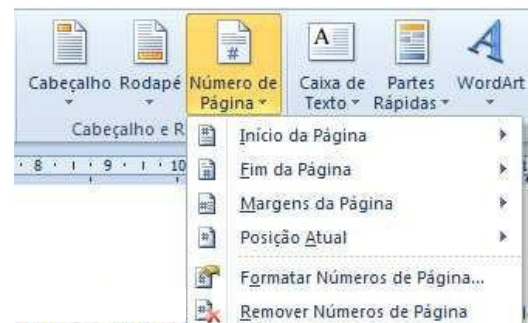 A
#
Cabeçalho Rodapé Número de Página Caixa de Texto Partes Rápidas WordArt
Cabeçalho e R
Início da Página
8 9 10
Fim da Página
Margens da Página
Posição Atual
Formatar Números de Página...
Remover Números de Página